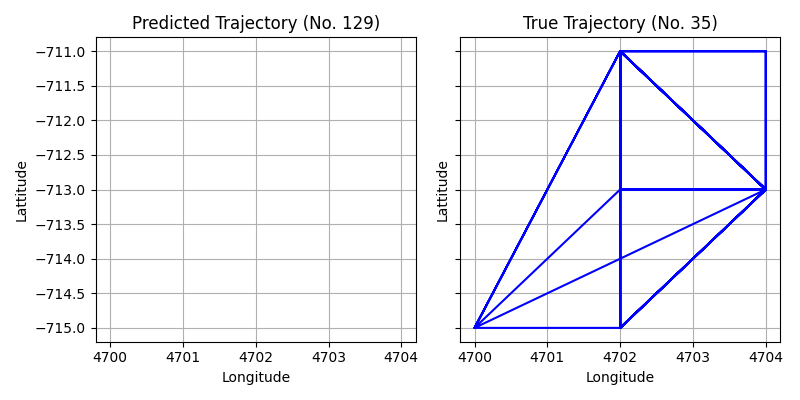 Predicted Trajectory (No. 129)
−711.0
−711.5
−712.0
−712.5
−713.0
−713.5
−714.0
−714.5
−715.0
Lattitude
4700 4701 4702 4703 4704
Longitude
True Trajectory (No. 35)
Lattitude
4700 4701 4702 4703 4704
Longitude